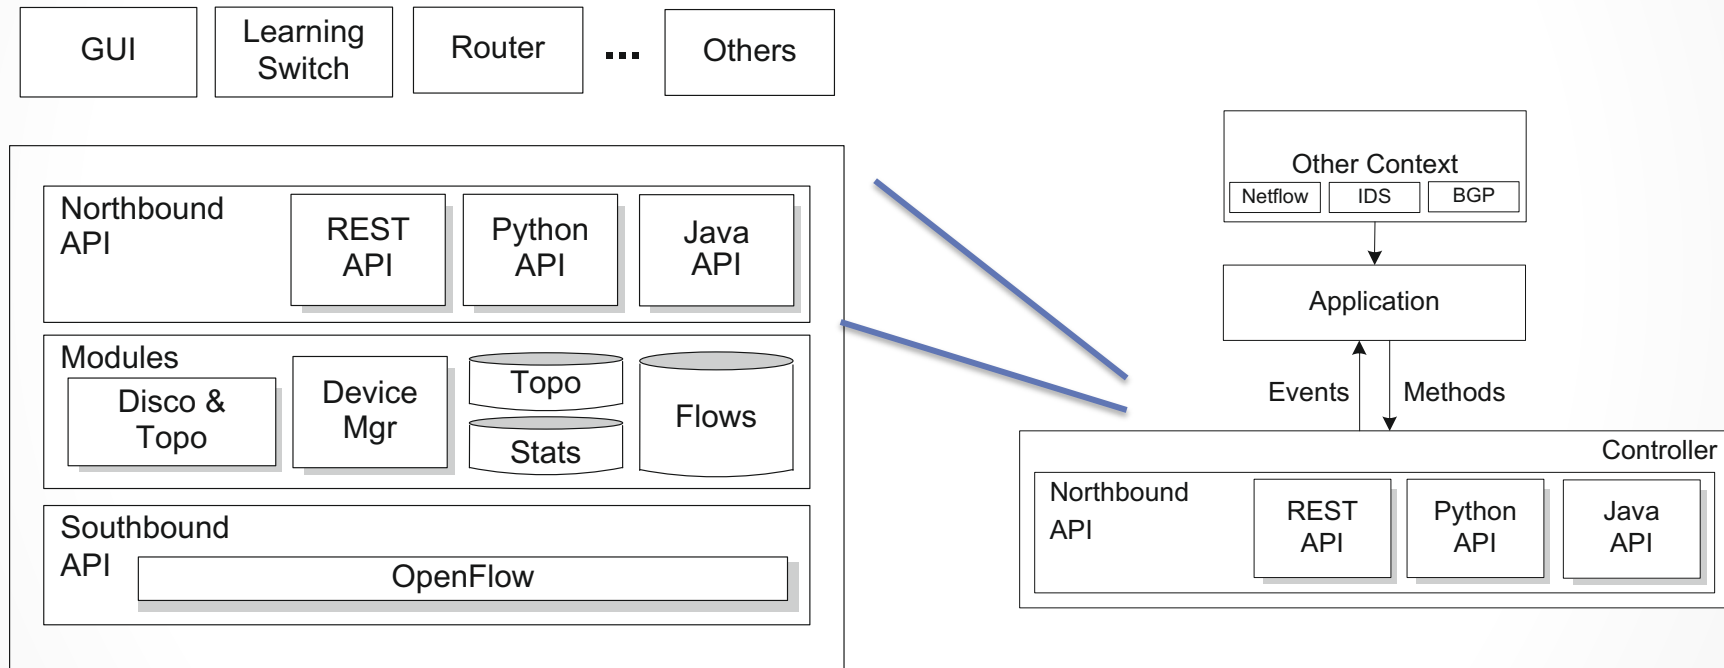 GUI
Learning
Switch
Router
...
Others
Northbound
API
REST
API
Python
API
Java
API
Modules
Disco &
Topo
Device
Mgr
Topo
Stats
Flows
Southbound
API
OpenFlow
Other Context
Netflow
IDS
BGP
Application
Events
Methods
Controller
Northbound
API
REST
API
Python
API
Java
API